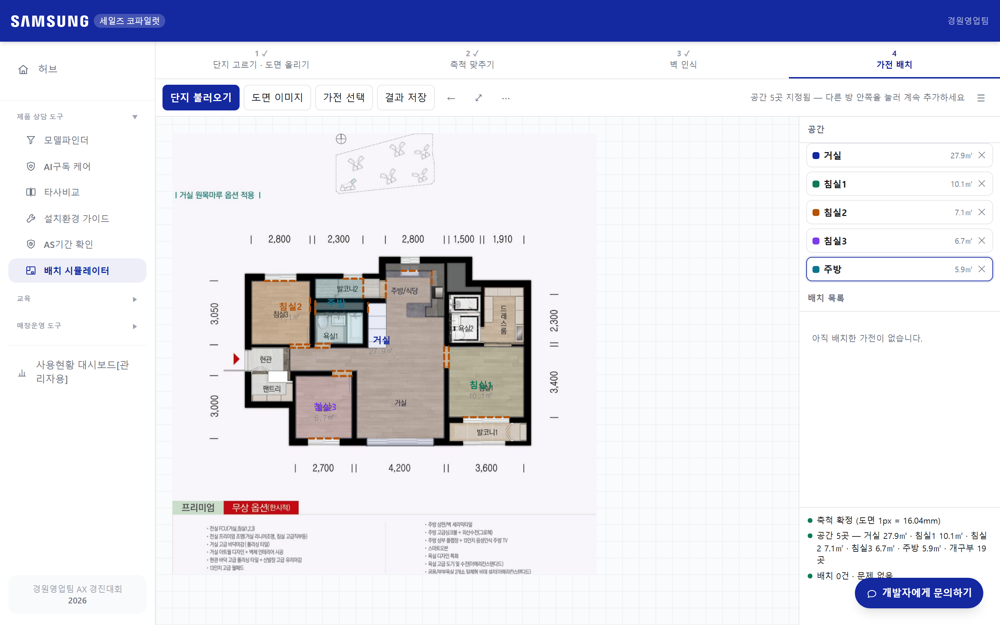 SAMSUNG 세일즈 코파일럿
경원영업팀
허브
제품 상담 도구 ▼
모델파인더
AI구독 케어
타사비교
설치환경 가이드
AS기간 확인
배치 시뮬레이터
교육 ▶
매장운영 도구 ▶
사용현황 대시보드[관
리자용]
경원영업팀 AX 경진대회
2026
1 ✓
단지 고르기 · 도면 올리기
2 ✓
축척 맞추기
3 ✓
벽 인식
4
가전 배치
단지 불러오기
도면 이미지
가전 선택
결과 저장
← ⤢ ...
공간 5곳 지정됨 — 다른 방 안쪽을 눌러 계속 추가하세요 ☰
| 거실 원목마루 옵션 적용 |
2,800 2,300 2,800 1,500 1,910
3,050
3,000
2,300
3,400
2,700 4,200 3,600
발코니2
주방/식당
주방
침실2
침실3
7.1㎡
욕실1
욕실2
드레스룸
거실
27.9㎡
현관
팬트리
침실1
침실1
10.1㎡
침실3
6.7㎡
거실
발코니1
프리미엄 무상 옵션(한시적)
· 전실 FCU(거실,침실1,2,3)
· 전실 프리미엄 조명(거실 리니어조명, 침실 고급직부등)
· 거실 고급 바닥마감 ( 폴리싱 타일)
· 거실 아트월 디자인 + 벽체 인테리어 시공
· 현관 바닥 고급 폴리싱 타일 + 신발장 고급 유리마감
· 13인치 고급 월패드
· 주방 상판/벽 세라믹타일
· 주방 고급싱크볼 + 외산수전(그로헤)
· 주방 상부 플랩장 + 13인치 음성인식 주방 TV
· 스마트오븐
· 욕실 디자인 특화
· 욕실 고급 도기 및 수전(아메리칸스탠다드)
· 공용/부부욕실 2개소 일체형 비데 설치(아메리칸스탠다드)
공간
거실 27.9㎡
침실1 10.1㎡
침실2 7.1㎡
침실3 6.7㎡
주방 5.9㎡
배치 목록
아직 배치한 가전이 없습니다.
축척 확정 (도면 1px = 16.04mm)
공간 5곳 — 거실 27.9㎡ · 침실1 10.1㎡ · 침실
2 7.1㎡ · 침실3 6.7㎡ · 주방 5.9㎡ · 개구부 19
곳
배치 0건 · 문제 없음
개발자에게 문의하기